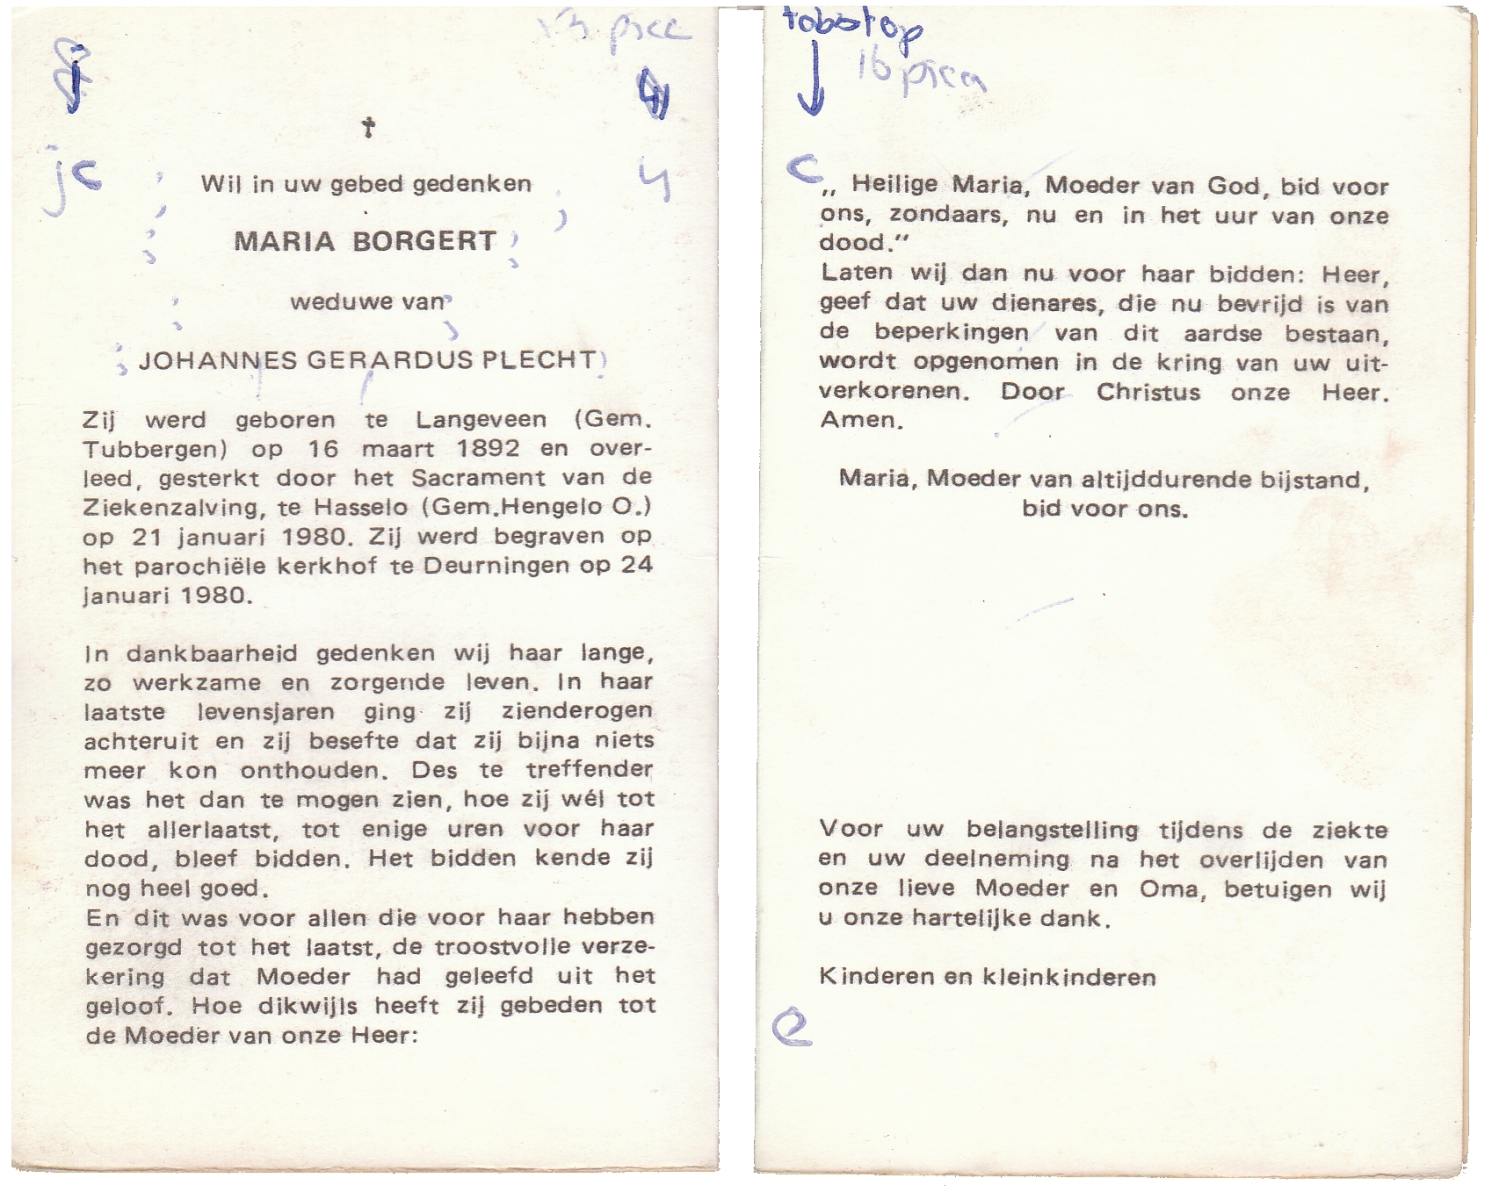 †
Wil in uw gebed gedenken
MARIA BORGERT
weduwe van
JOHANNES GERARDUS PLECHT
Zij werd geboren te Langeveen (Gem.
Tubbergen) op 16 maart 1892 en over-
leed, gesterkt door het Sacrament van de
Ziekenzalving, te Hasselo (Gem.Hengelo O.)
op 21 januari 1980. Zij werd begraven op
het parochiële kerkhof te Deurningen op 24
januari 1980.
In dankbaarheid gedenken wij haar lange,
zo werkzame en zorgende leven. In haar
laatste levensjaren ging zij zienderogen
achteruit en zij besefte dat zij bijna niets
meer kon onthouden. Des te treffender
was het dan te mogen zien, hoe zij wél tot
het allerlaatst, tot enige uren voor haar
dood, bleef bidden. Het bidden kende zij
nog heel goed.
En dit was voor allen die voor haar hebben
gezorgd tot het laatst, de troostvolle verze-
kering dat Moeder had geleefd uit het
geloof. Hoe dikwijls heeft zij gebeden tot
de Moeder van onze Heer:
jc
tobstop
16 pica
c
„ Heilige Maria, Moeder van God, bid voor
ons, zondaars, nu en in het uur van onze
dood.”
Laten wij dan nu voor haar bidden: Heer,
geef dat uw dienares, die nu bevrijd is van
de beperkingen van dit aardse bestaan,
wordt opgenomen in de kring van uw uit-
verkorenen. Door Christus onze Heer.
Amen.
Maria, Moeder van altijddurende bijstand,
bid voor ons.
Voor uw belangstelling tijdens de ziekte
en uw deelneming na het overlijden van
onze lieve Moeder en Oma, betuigen wij
u onze hartelijke dank.
Kinderen en kleinkinderen
e